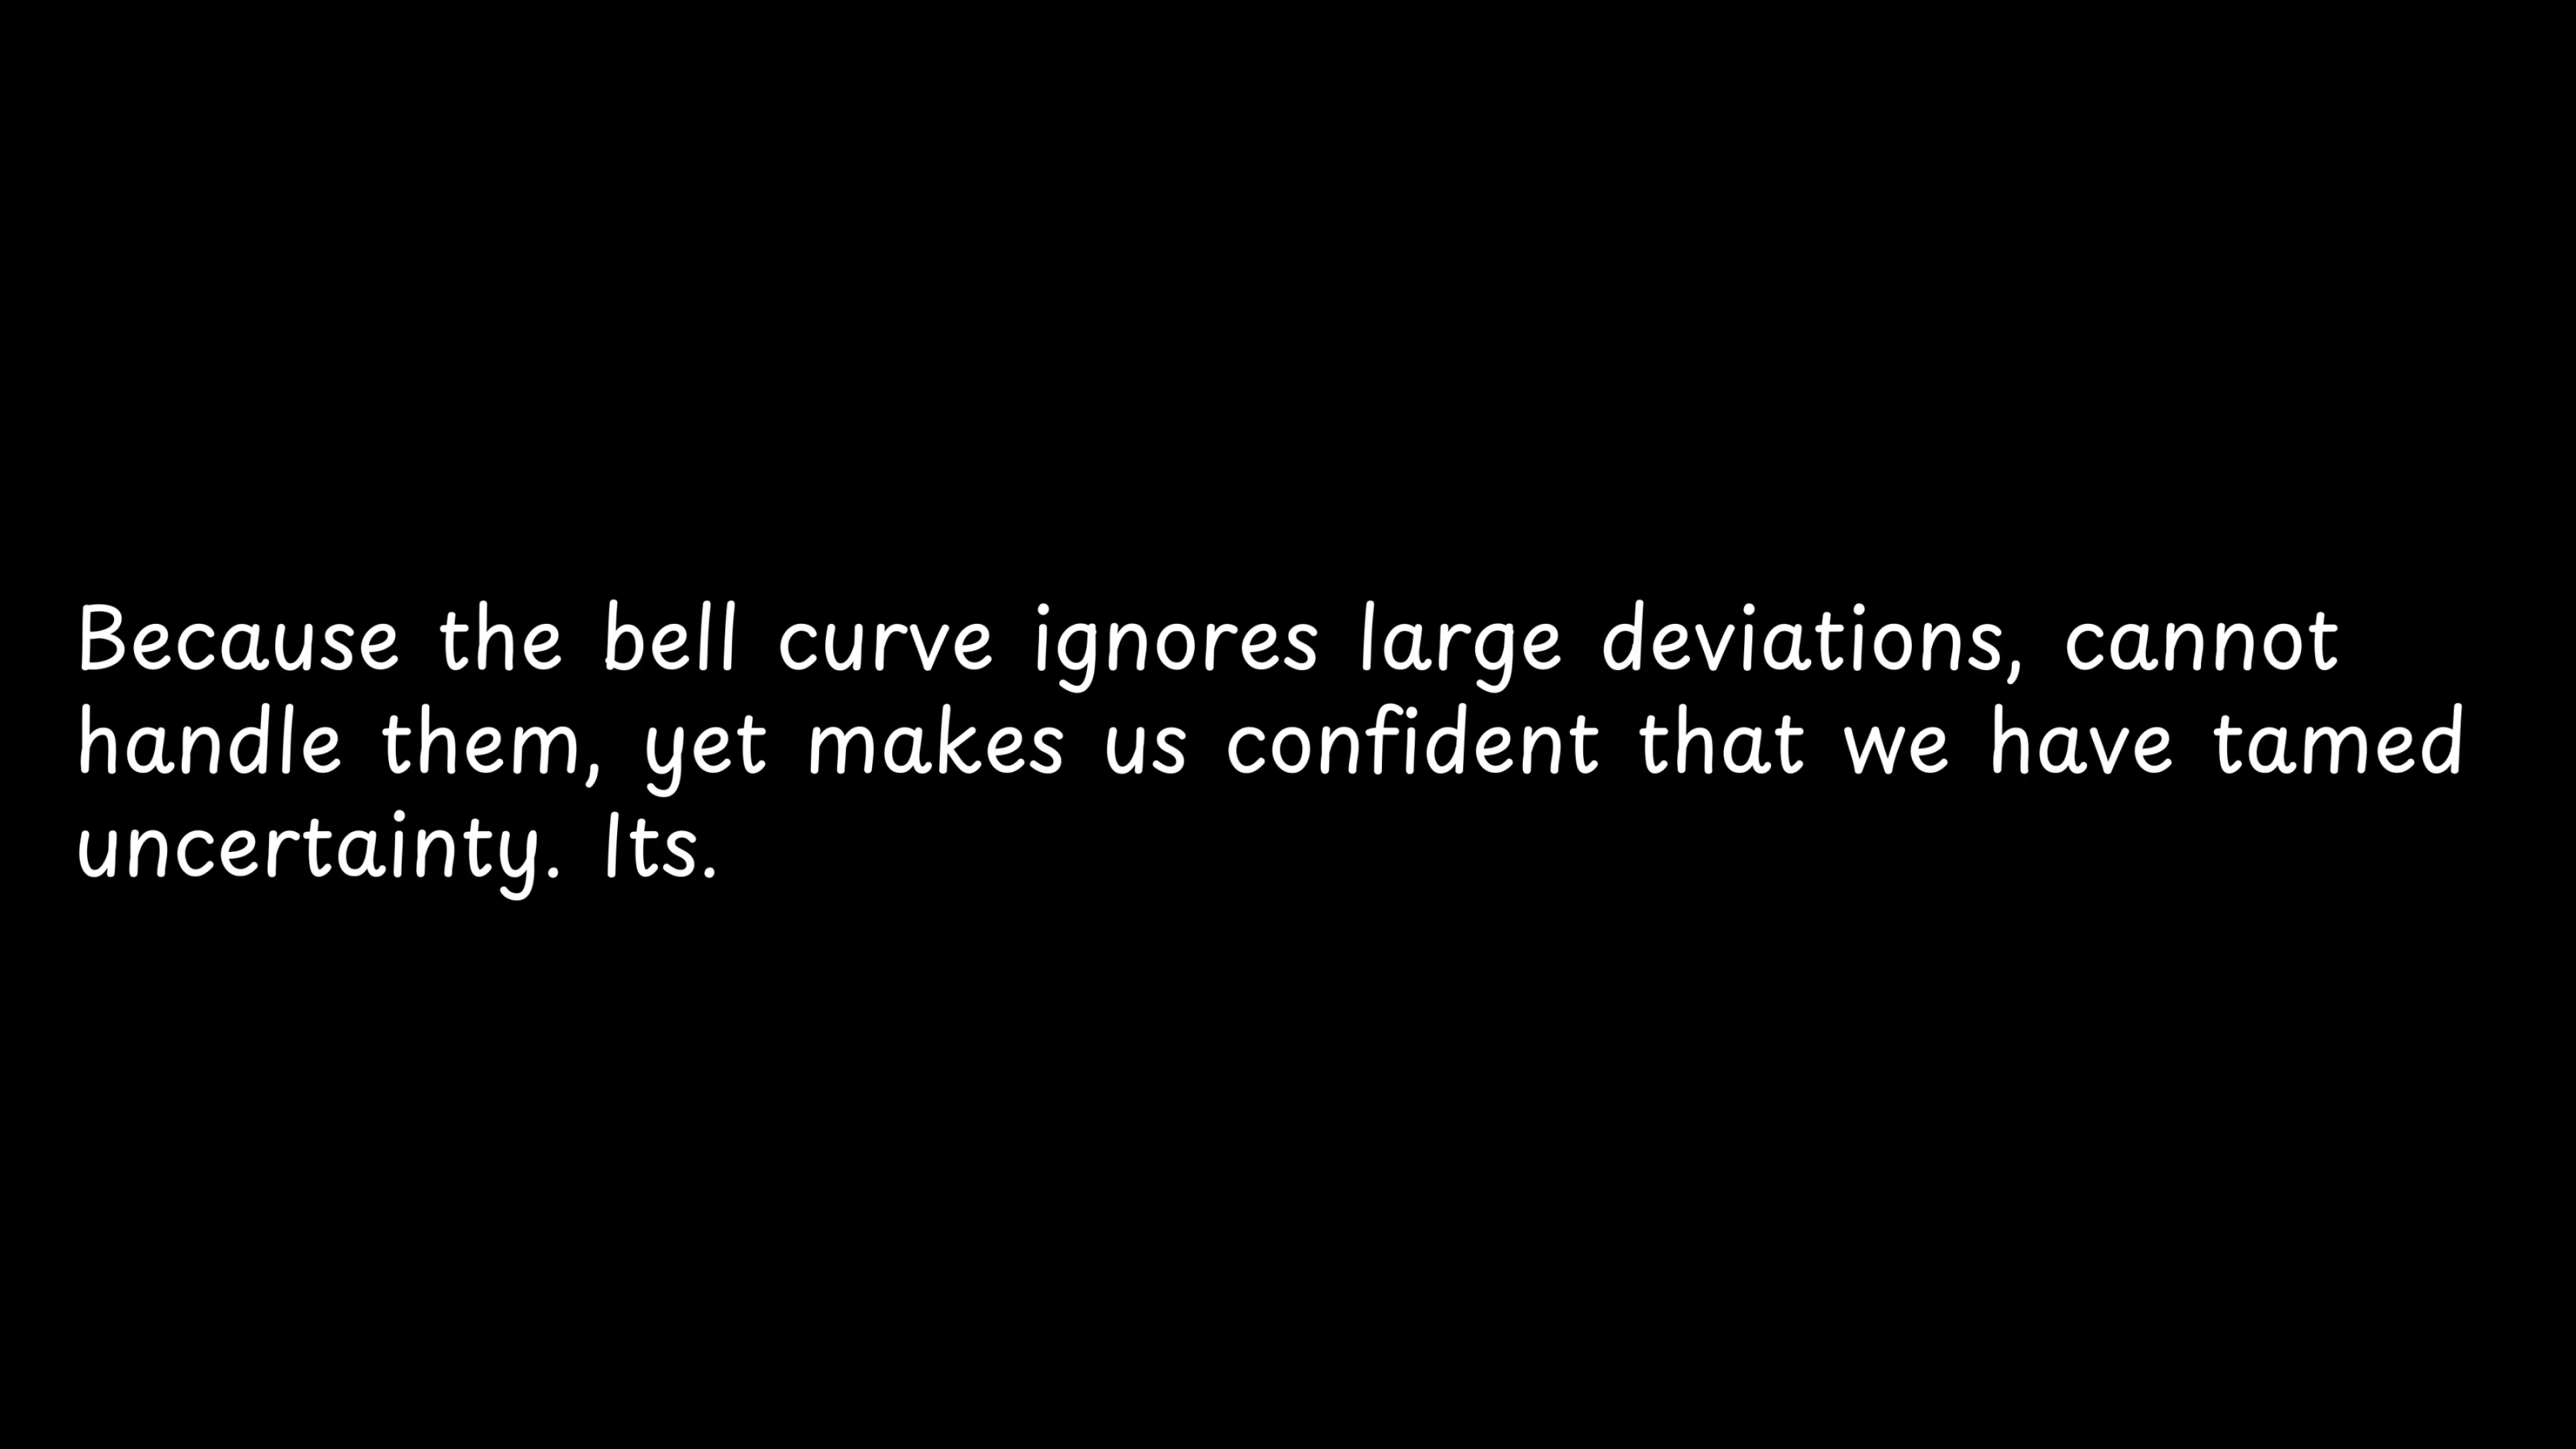 Because the bell curve ignores large deviations, cannot
handle them, yet makes us confident that we have tamed
uncertainty. Its.